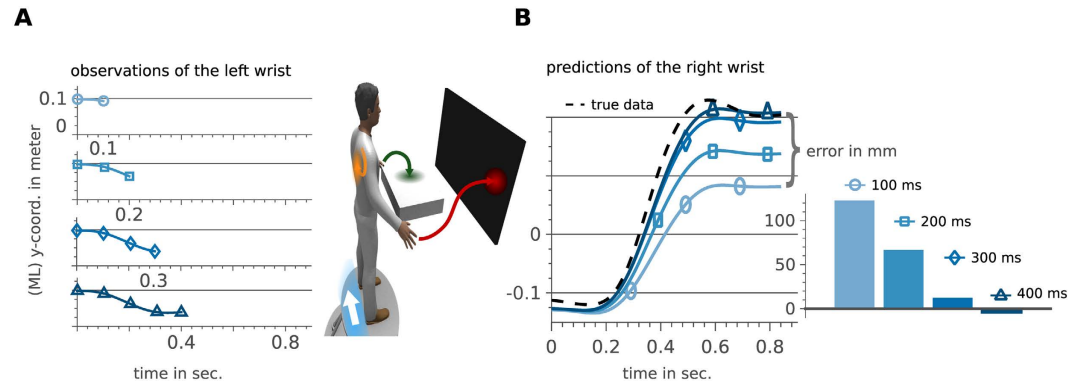 A
B
observations of the left wrist
predictions of the right wrist
(ML) y-coord. in meter
0.1
0
0.1
0.2
0.3
0.4
0.8
time in sec.
true data
0
-0.1
0
0.2
0.4
0.6
0.8
time in sec.
error in mm
100 ms
200 ms
300 ms
400 ms
100
50
0